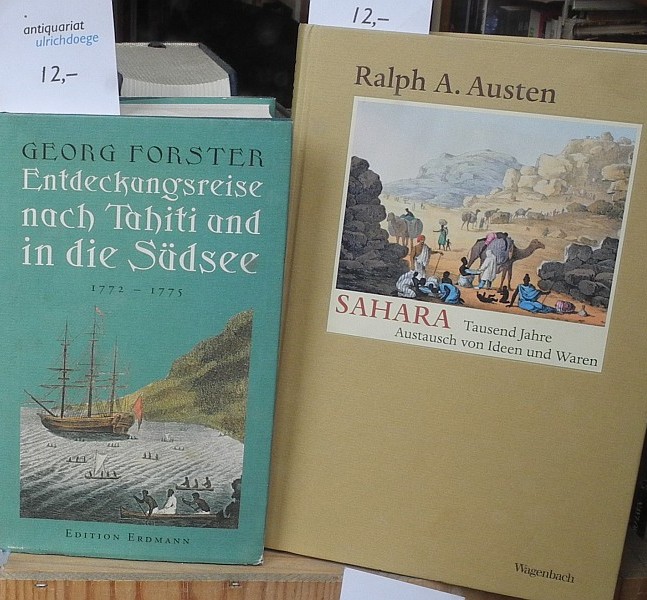 antiquariat
ulrichdoege
12,–
12,–
GEORG FORSTER
Entdeckungsreise
nach Tahiti und
in die Südsee
1772 – 1775
EDITION ERDMANN
Ralph A. Austen
SAHARA Tausend Jahre
Austausch von Ideen und Waren
Wagenbach